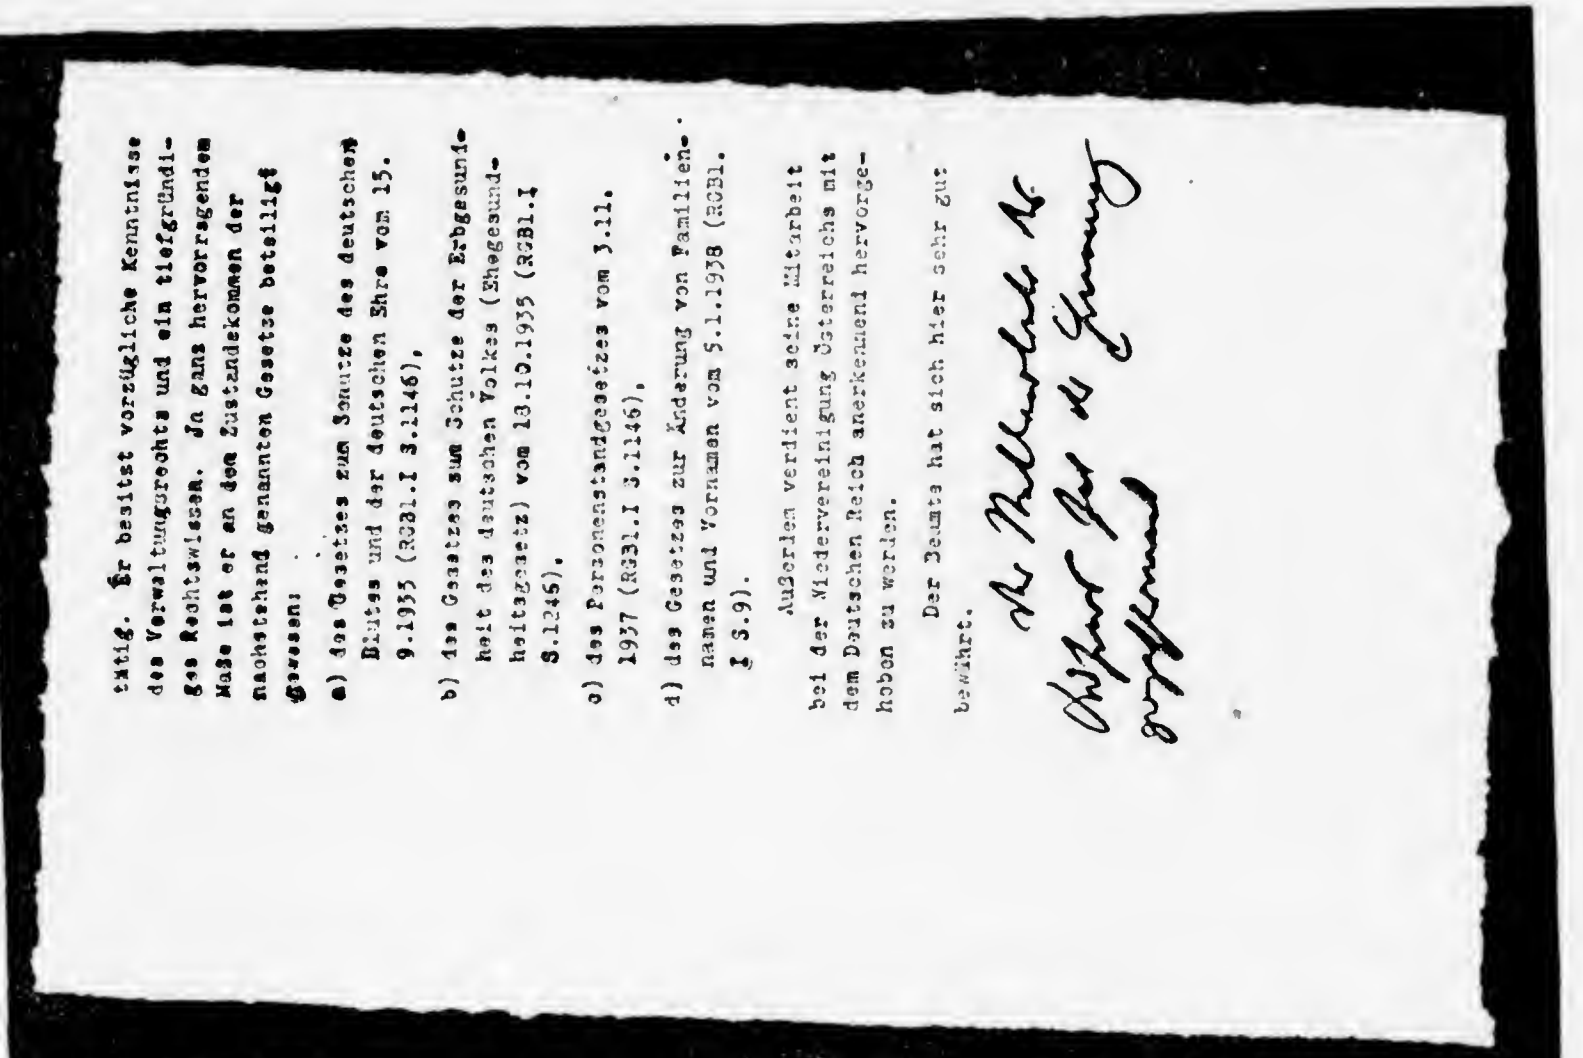 tätig. Er besitzt vorzügliche Kenntnisse
des Verwaltungsrechts und ein tiefgründi-
ges Rechtswissen. Jn ganz hervorragendem
Maße ist er an dem Zustandekommen der
nachstehend genannten Gesetze beteiligt
gewesen:
a) des Gesetzes zum Schutze des deutschen
Blutes und der deutschen Ehre vom 15.
9.1935 (RGBl.I S.1146),
b) des Gesetzes zum Schutze der Erbgesund-
heit des deutschen Volkes (Ehegesund-
heitsgesetz) vom 18.10.1935 (RGBl.I
S.1246),
c) des Personenstandgesetzes vom 3.11.
1937 (RGBl.I S.1146),
d) des Gesetzes zur Änderung von Familien-
namen und Vornamen vom 5.1.1938 (RGBl.
I S.9).
Außerdem verdient seine Mitarbeit
bei der Wiedervereinigung Österreichs mit
dem Deutschen Reich anerkennend hervorge-
hoben zu werden.
Der Beamte hat sich hier sehr gut
bewährt.